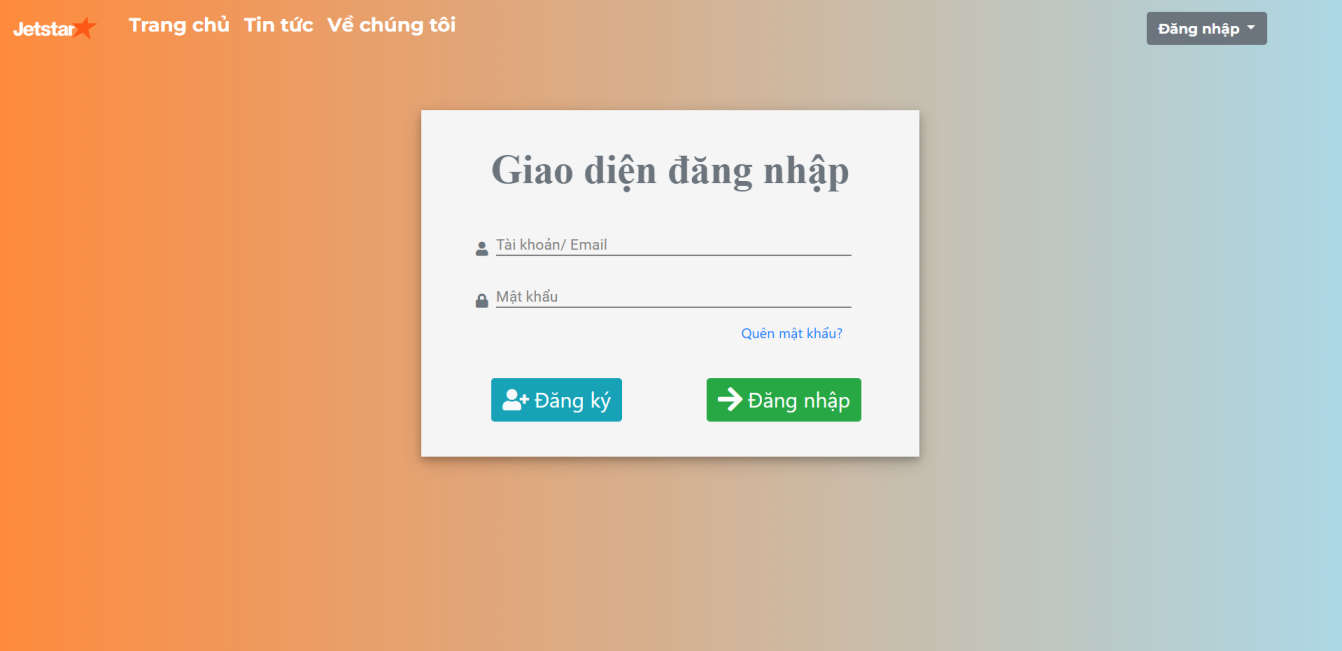 Jetstar Trang chủ Tin tức Về chúng tôi Đăng nhập
Giao diện đăng nhập
Tài khoản/ Email
Mật khẩu
Quên mật khẩu?
Đăng ký Đăng nhập